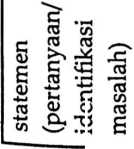 statemen
(pertanyaan/
identifikasi
masalah)